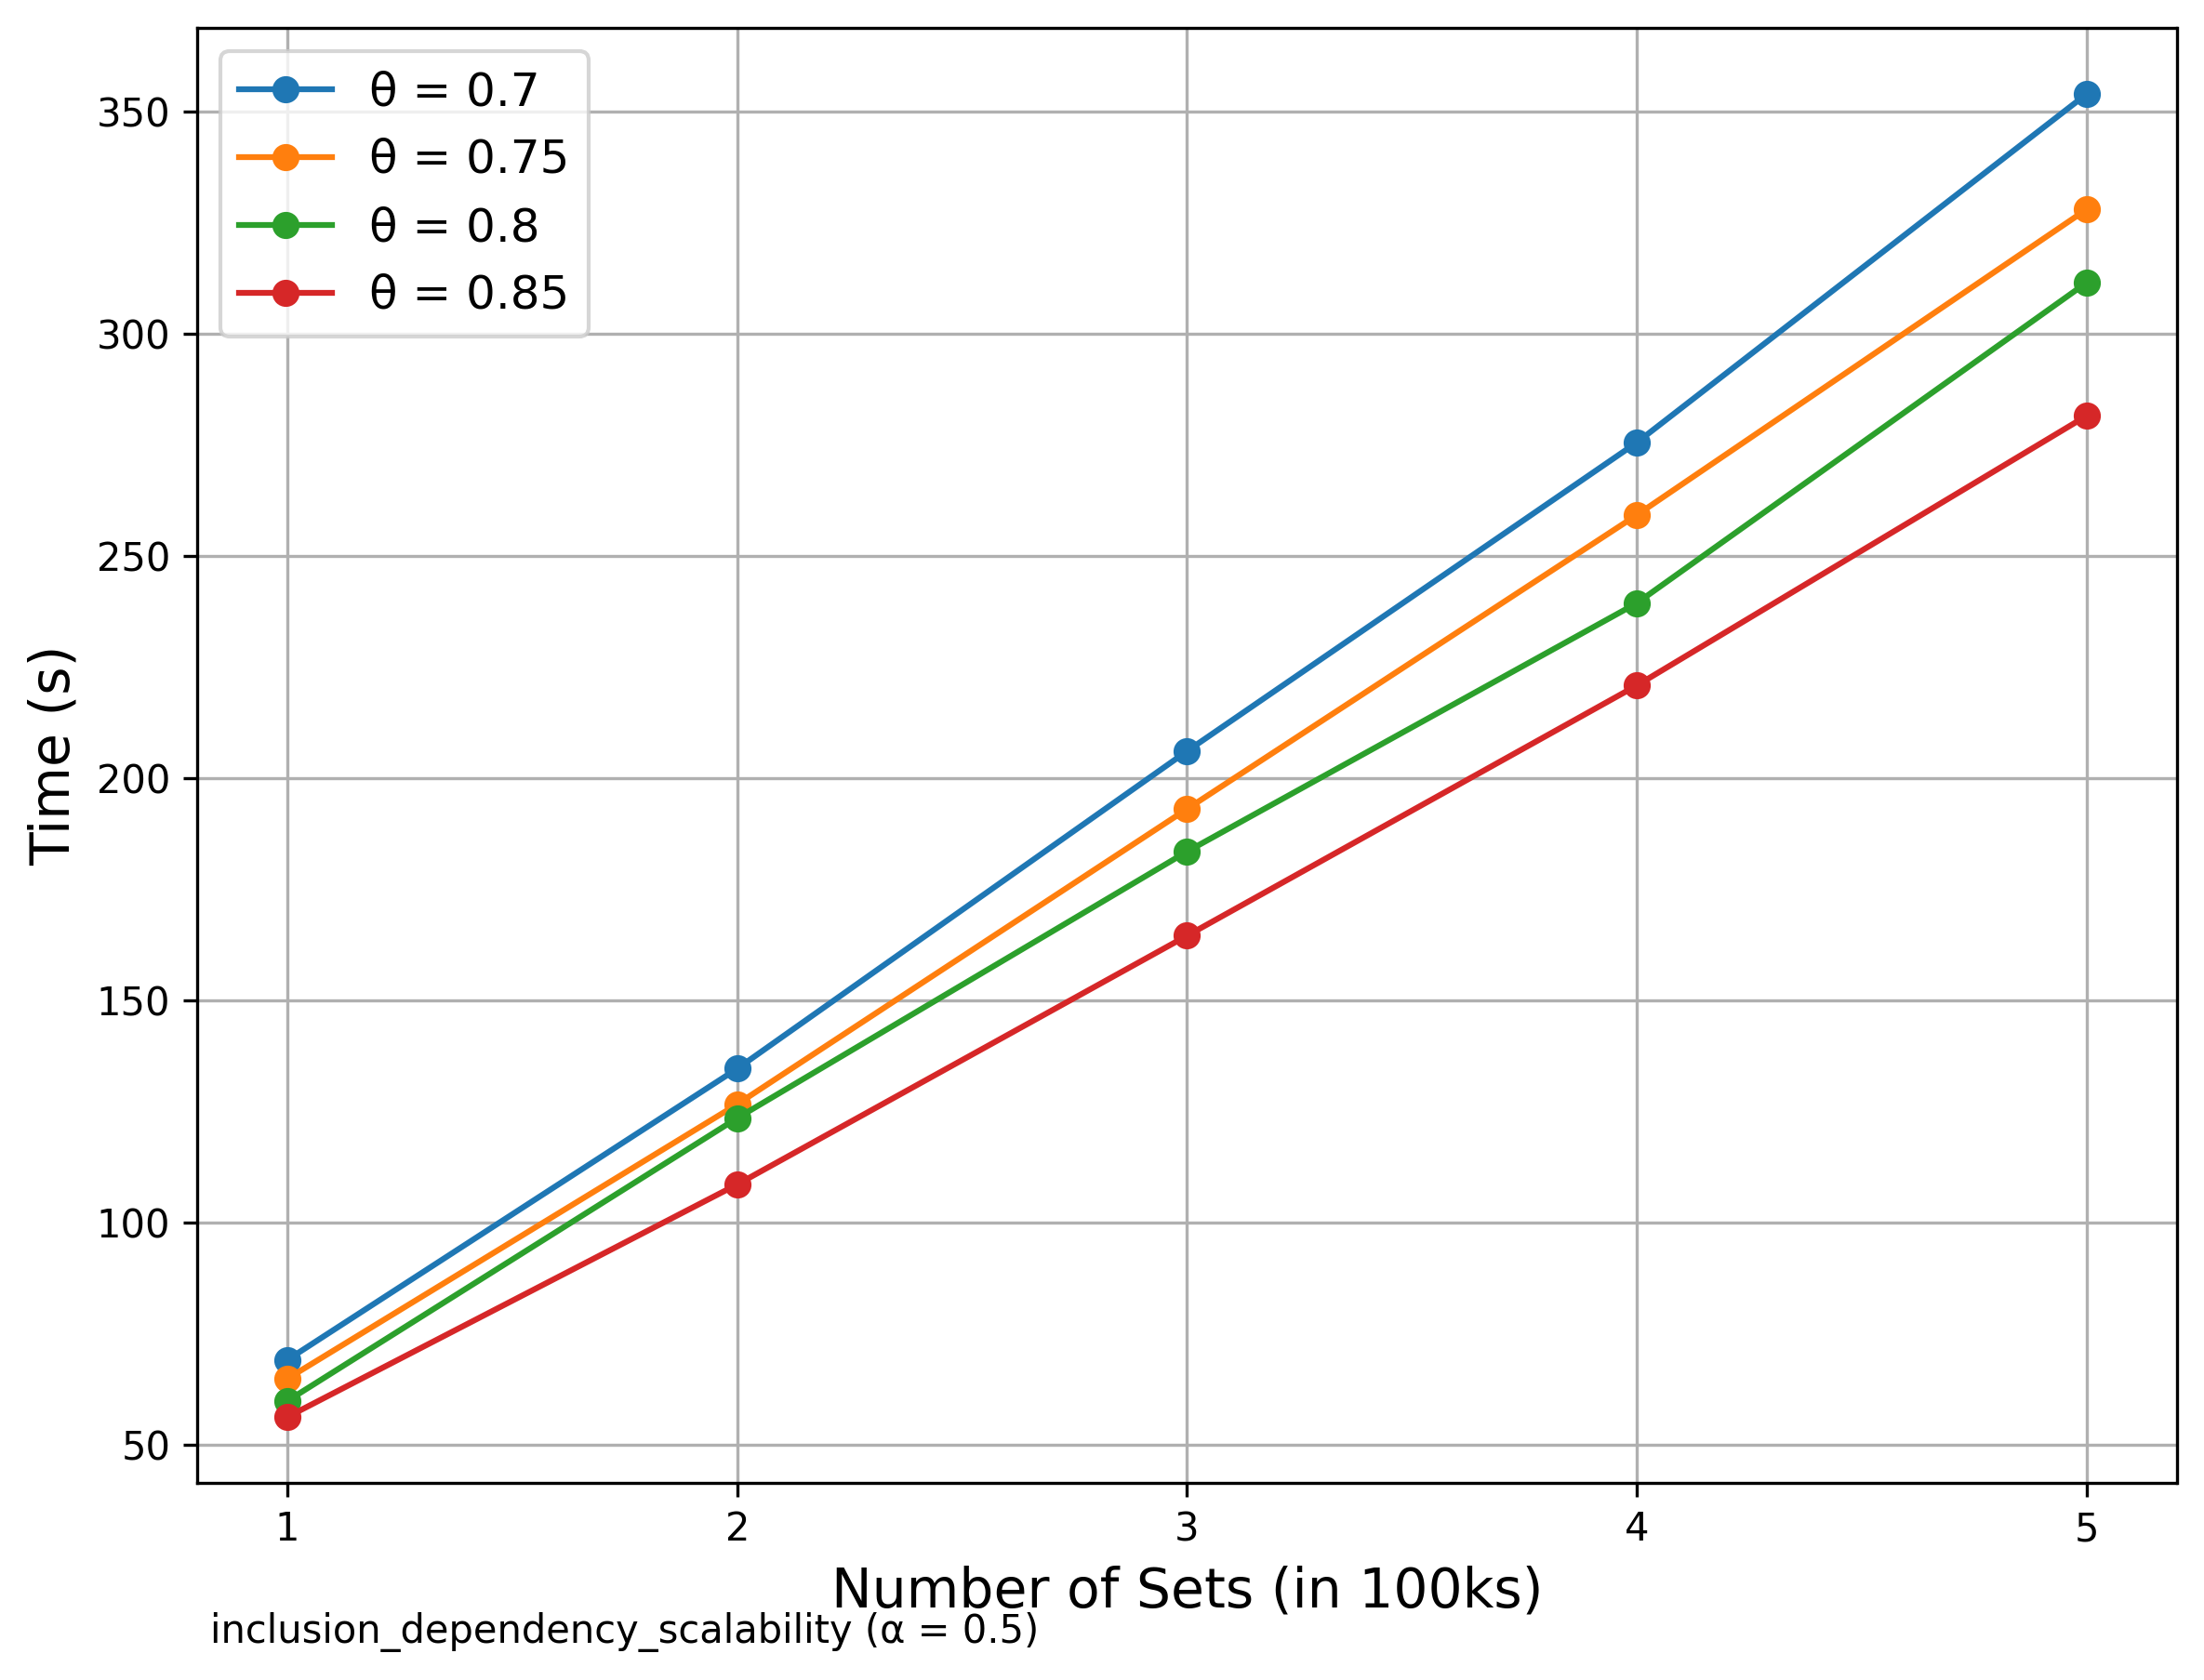 θ = 0.7
θ = 0.75
θ = 0.8
θ = 0.85
350
300
250
200
150
100
50
Time (s)
1 2 3 4 5
Number of Sets (in 100ks)
inclusion_dependency_scalability (α = 0.5)